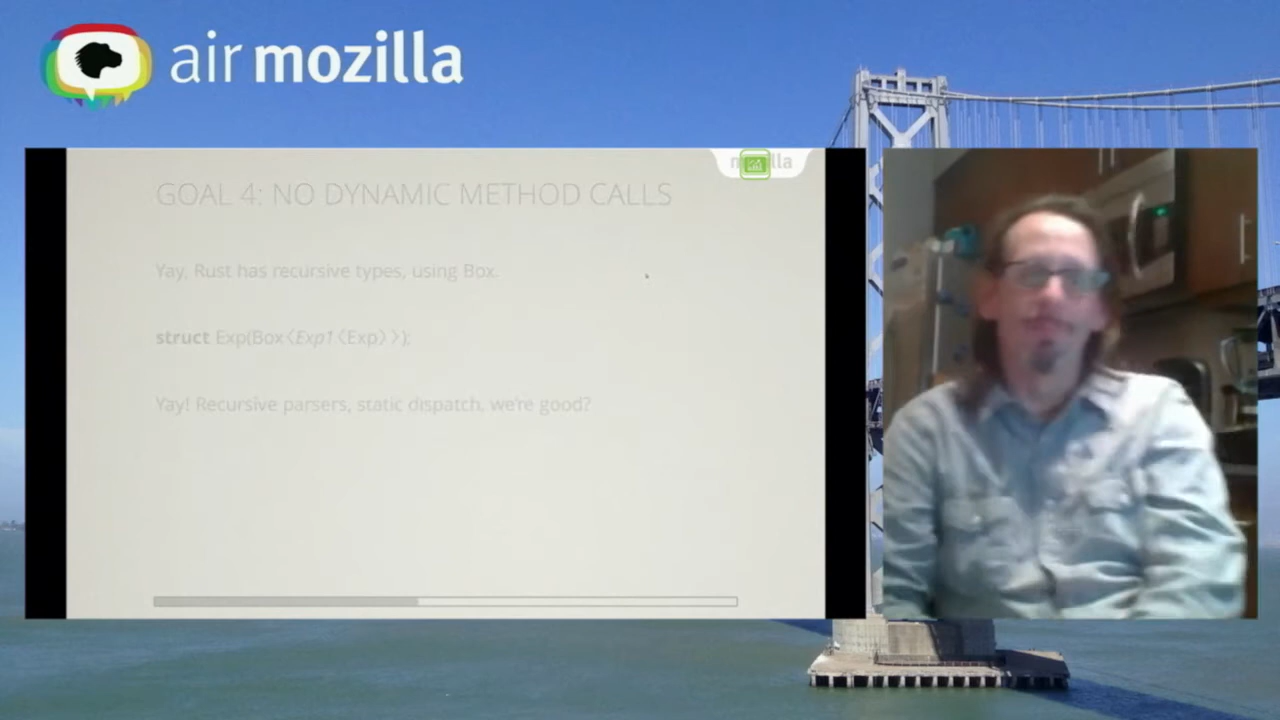 air mozilla
mozilla
GOAL 4: NO DYNAMIC METHOD CALLS
Yay, Rust has recursive types, using Box.
struct Exp(Box<Exp1<Exp>>);
Yay! Recursive parsers, static dispatch, we're good?